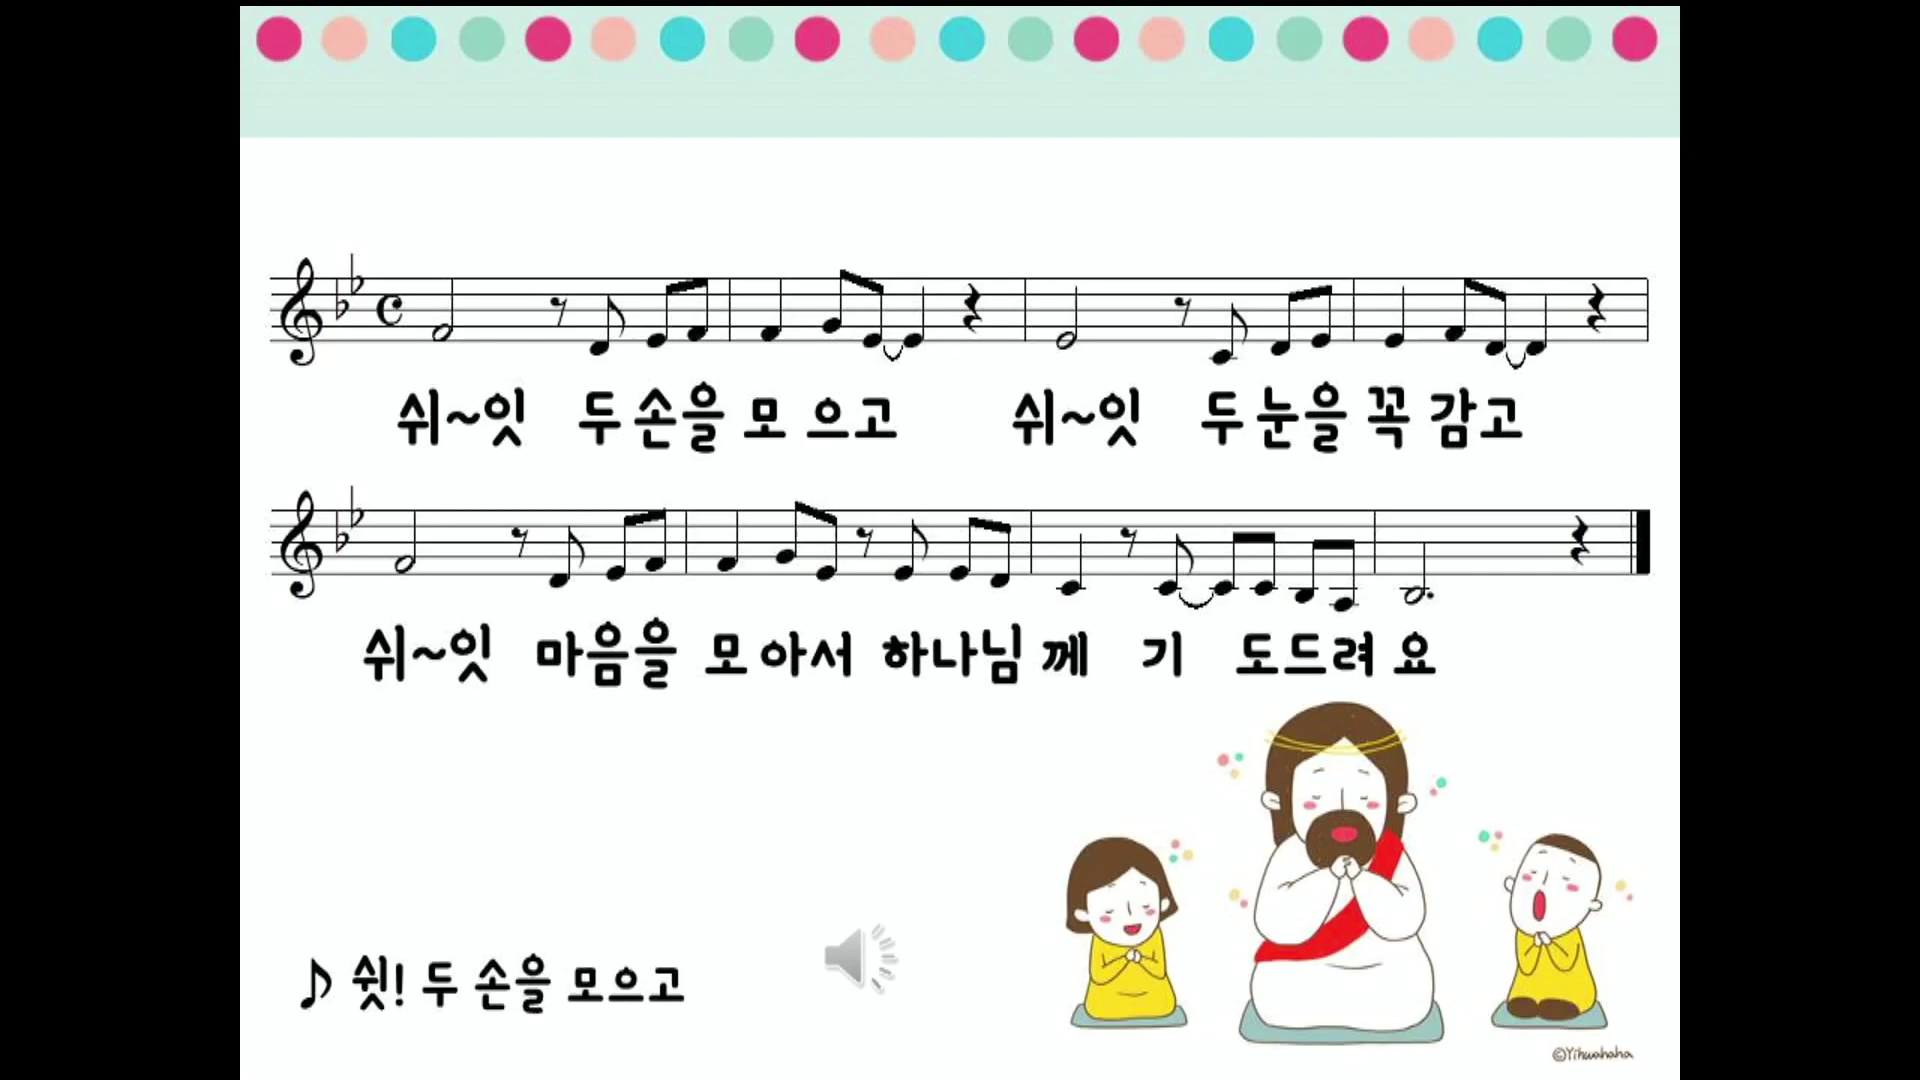 쉬~잇 두손을 모 으고 쉬~잇 두눈을 꼭 감고
쉬~잇 마음을 모아서 하나님 께 기 도드려 요
♪ 쉿! 두 손을 모으고
©Yihwahaha